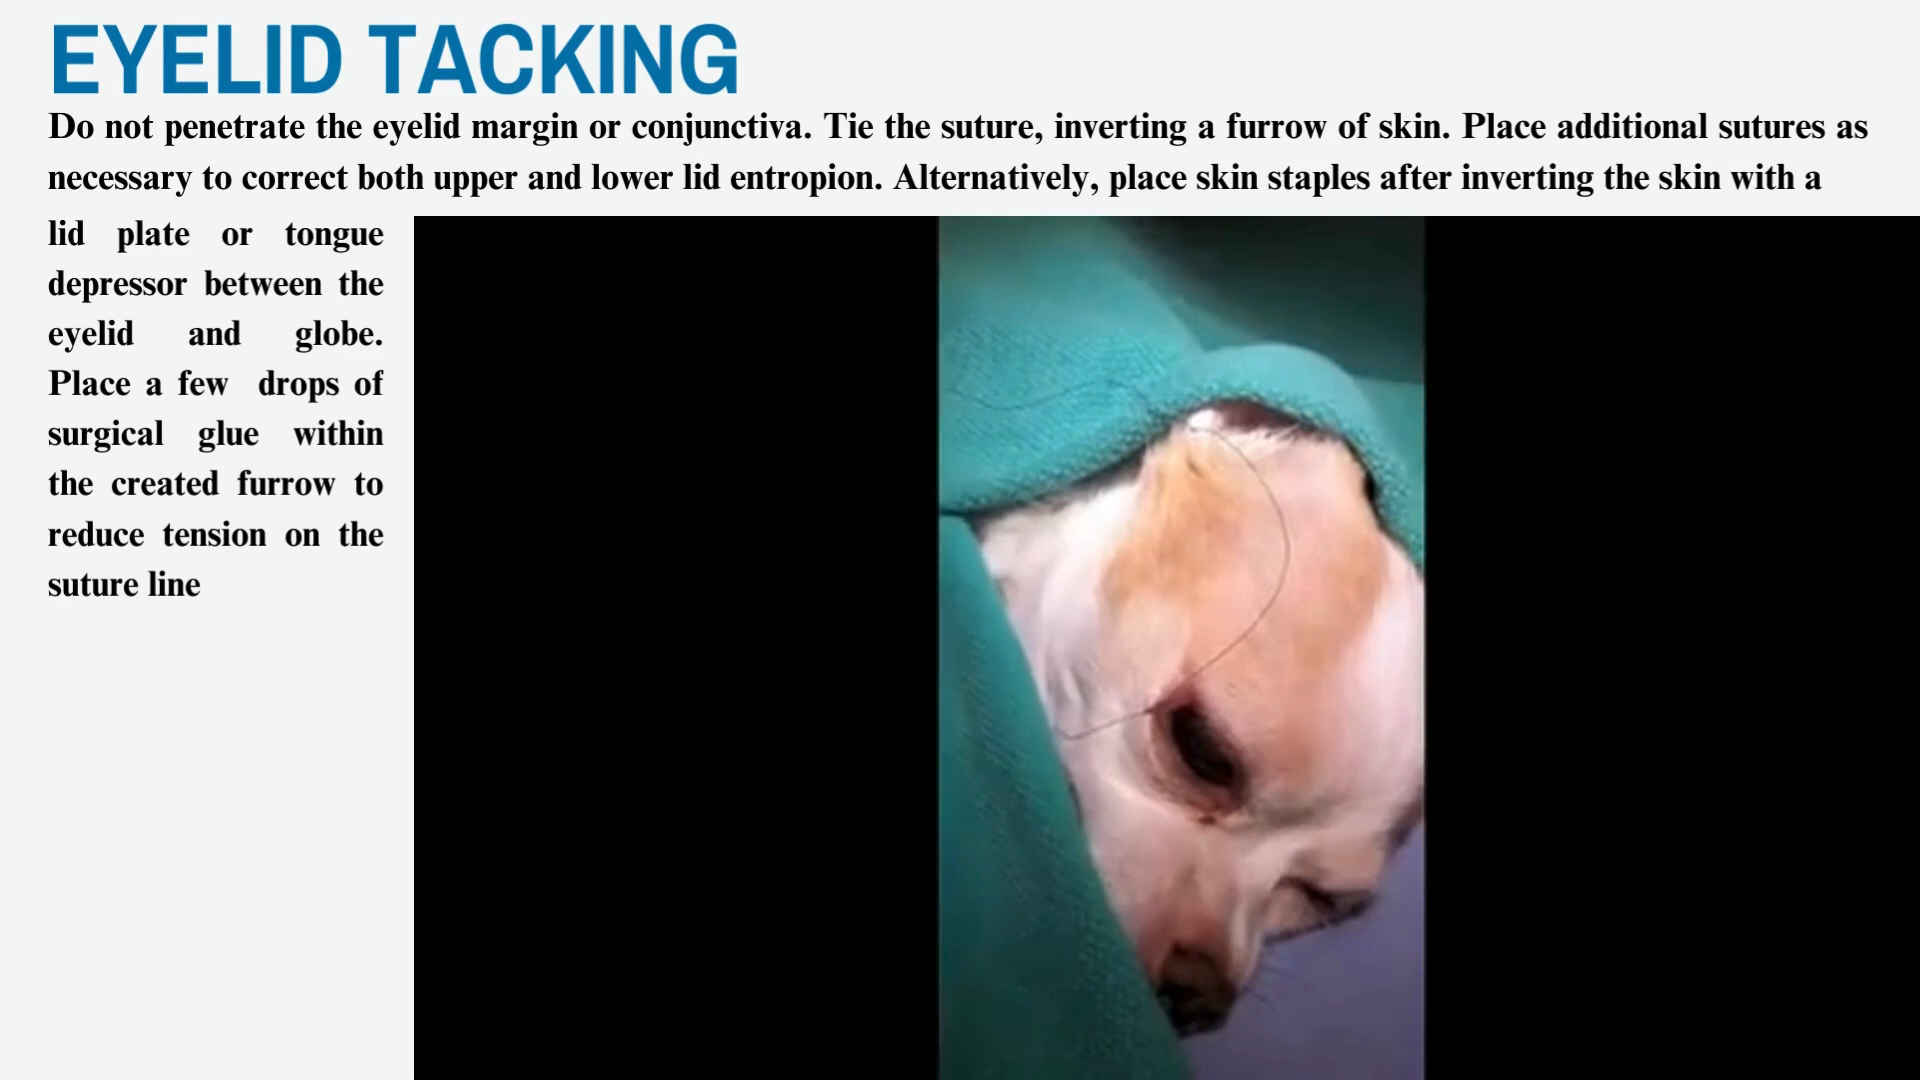 EYELID TACKING
Do not penetrate the eyelid margin or conjunctiva. Tie the suture, inverting a furrow of skin. Place additional sutures as
necessary to correct both upper and lower lid entropion. Alternatively, place skin staples after inverting the skin with a
lid plate or tongue
depressor between the
eyelid and globe.
Place a few drops of
surgical glue within
the created furrow to
reduce tension on the
suture line